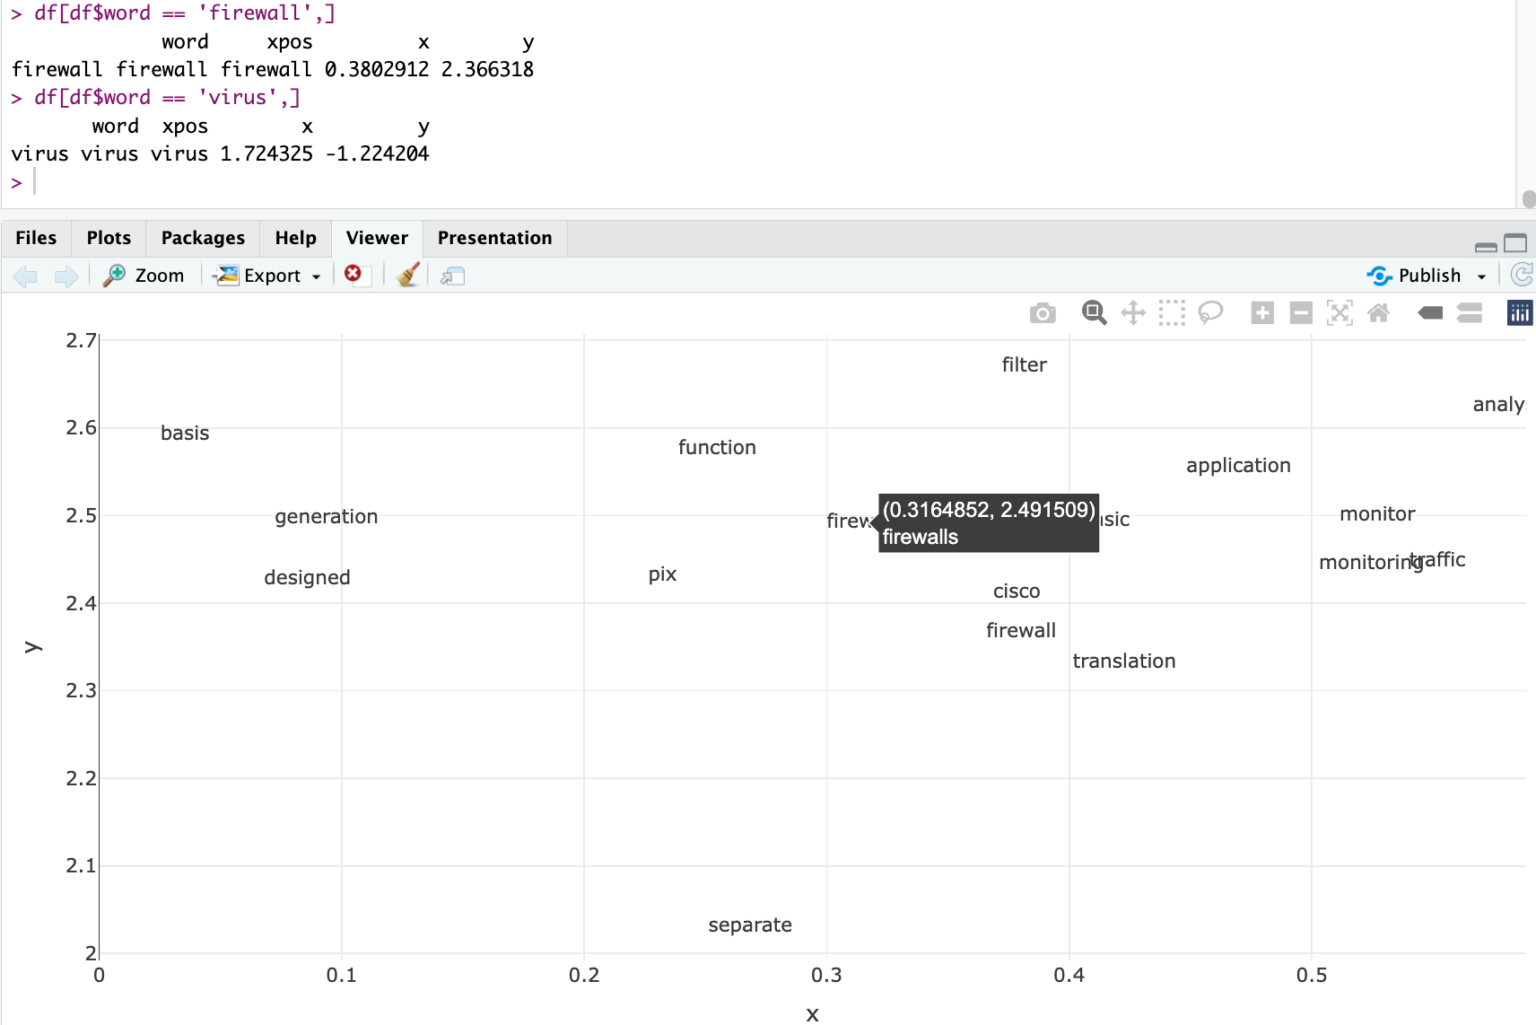 > df[df$word == 'firewall',]
word xpos x y
firewall firewall firewall 0.3802912 2.366318
> df[df$word == 'virus',]
word xpos x y
virus virus virus 1.724325 -1.224204
>
Files Plots Packages Help Viewer Presentation
Zoom Export Publish
2.7
filter
analy
2.6
basis
function
application
(0.3164852, 2.491509)
firewalls
2.5
generation
firew
sic
monitor
designed
pix
monitoring
traffic
2.4
cisco
firewall
translation
y
2.3
2.2
2.1
separate
2
0 0.1 0.2 0.3 0.4 0.5
x